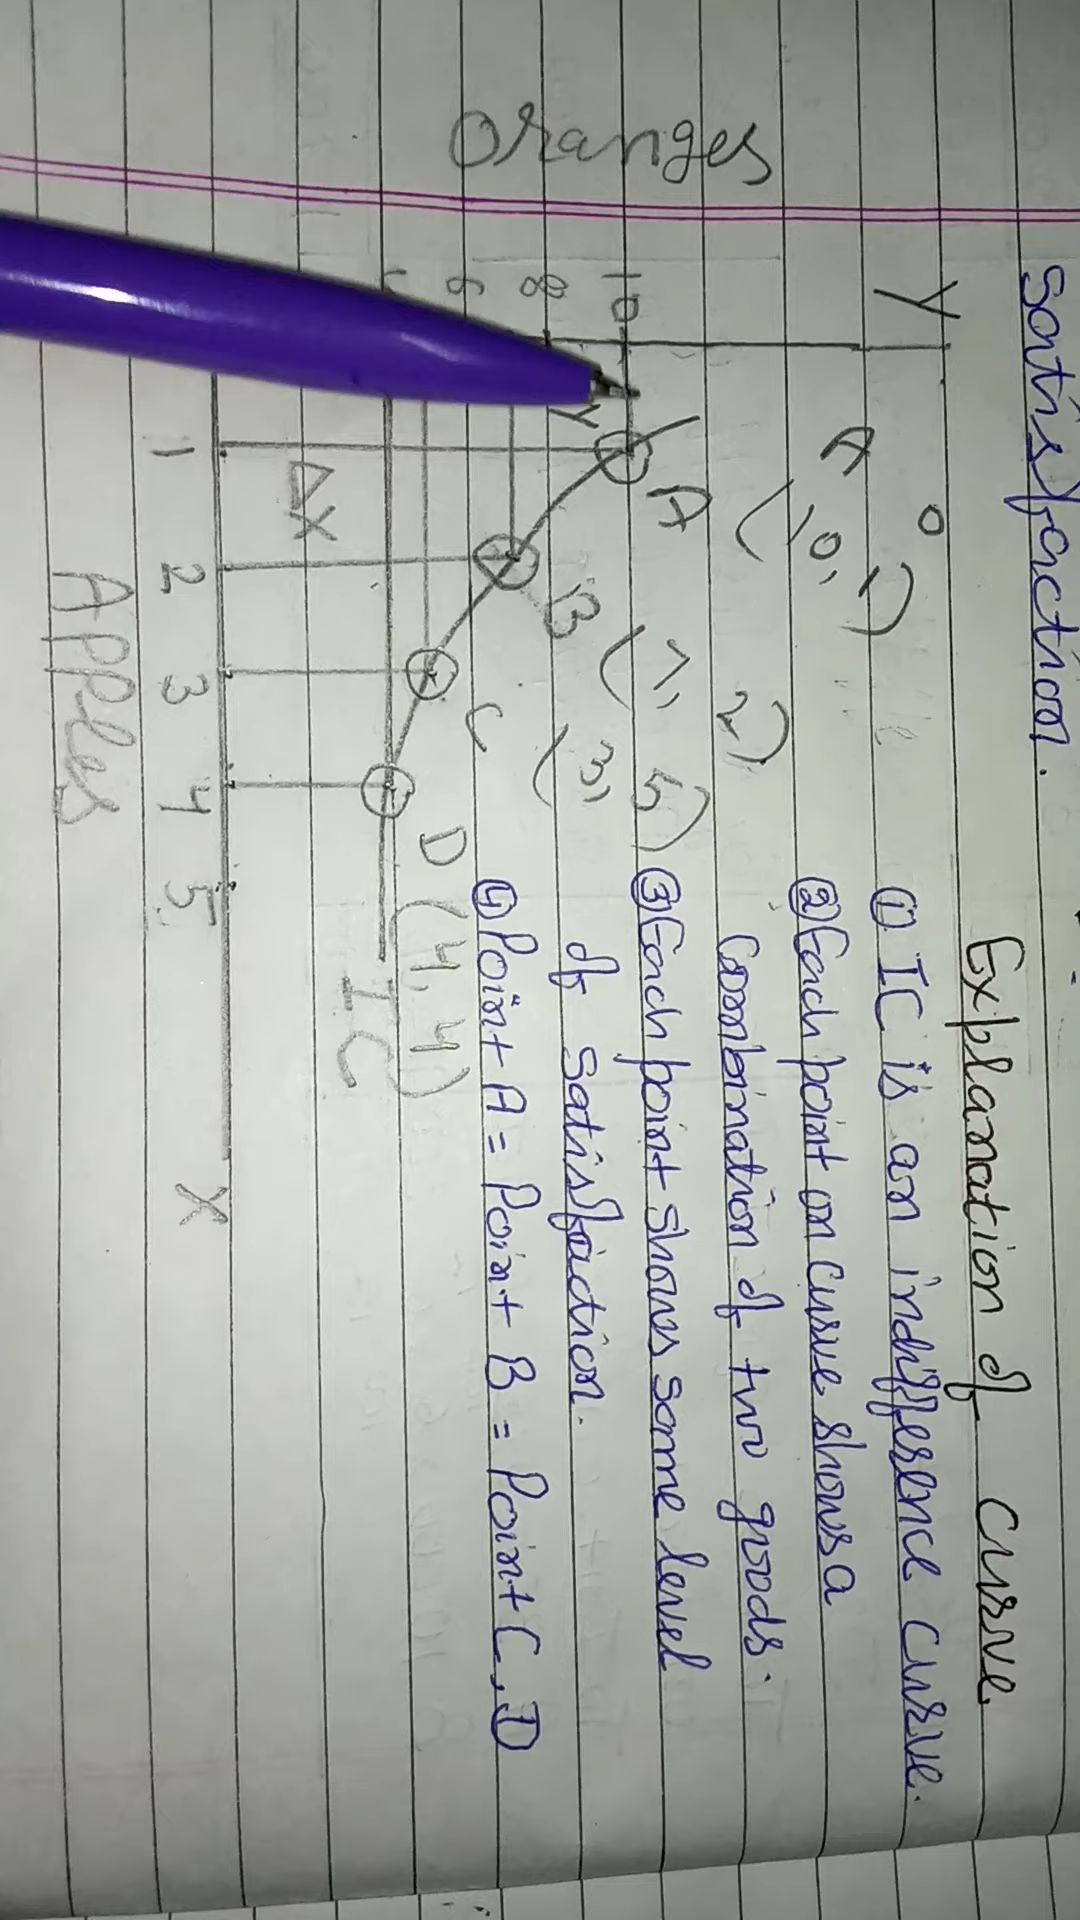 satisfaction.
Explanation of curve
① IC is an indifference curve.
② Each point on curve shows a
Combination of two goods.
③ Each point shows same level
of satisfaction.
④ Point A = Point B = Point C, D
Oranges
Y
10
8
6
A
(10, 1)
A
B (7, 2)
C (3, 5)
D (4, 4)
IC
Y
ΔX
1 2 3 4 5 X
Apples